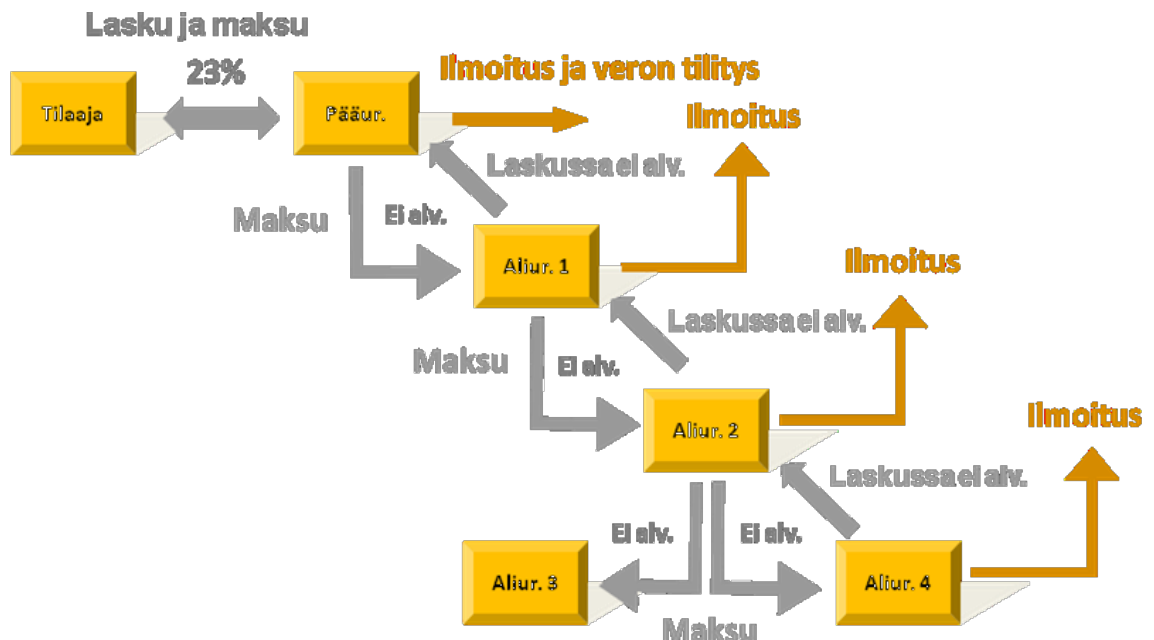 Lasku ja maksu
23%
Tilaaja
Pääur.
Ilmoitus ja veron tilitys
Ilmoitus
Laskussa ei alv.
Maksu
Ei alv.
Aliur. 1
Ilmoitus
Laskussa ei alv.
Maksu
Ei alv.
Aliur. 2
Ilmoitus
Laskussa ei alv.
Ei alv.
Ei alv.
Aliur. 3
Aliur. 4
Maksu